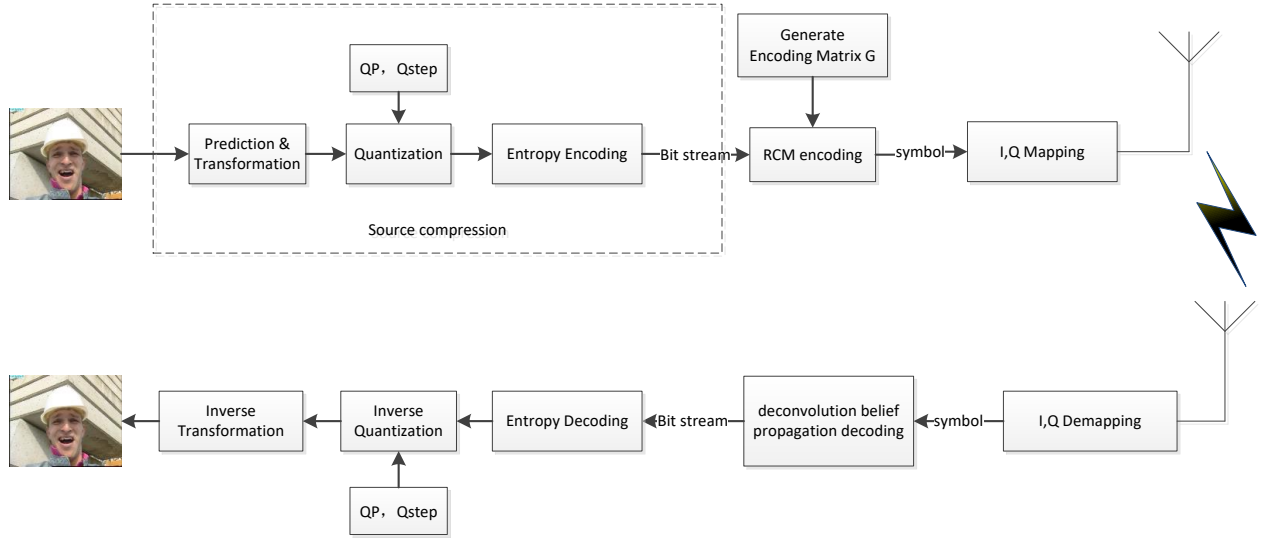 Generate
Encoding Matrix G
QP，Qstep
Prediction &
Transformation
Quantization
Entropy Encoding
Bit stream
RCM encoding
symbol
I,Q Mapping
Source compression
Inverse
Transformation
Inverse
Quantization
Entropy Decoding
Bit stream
deconvolution belief
propagation decoding
symbol
I,Q Demapping
QP，Qstep